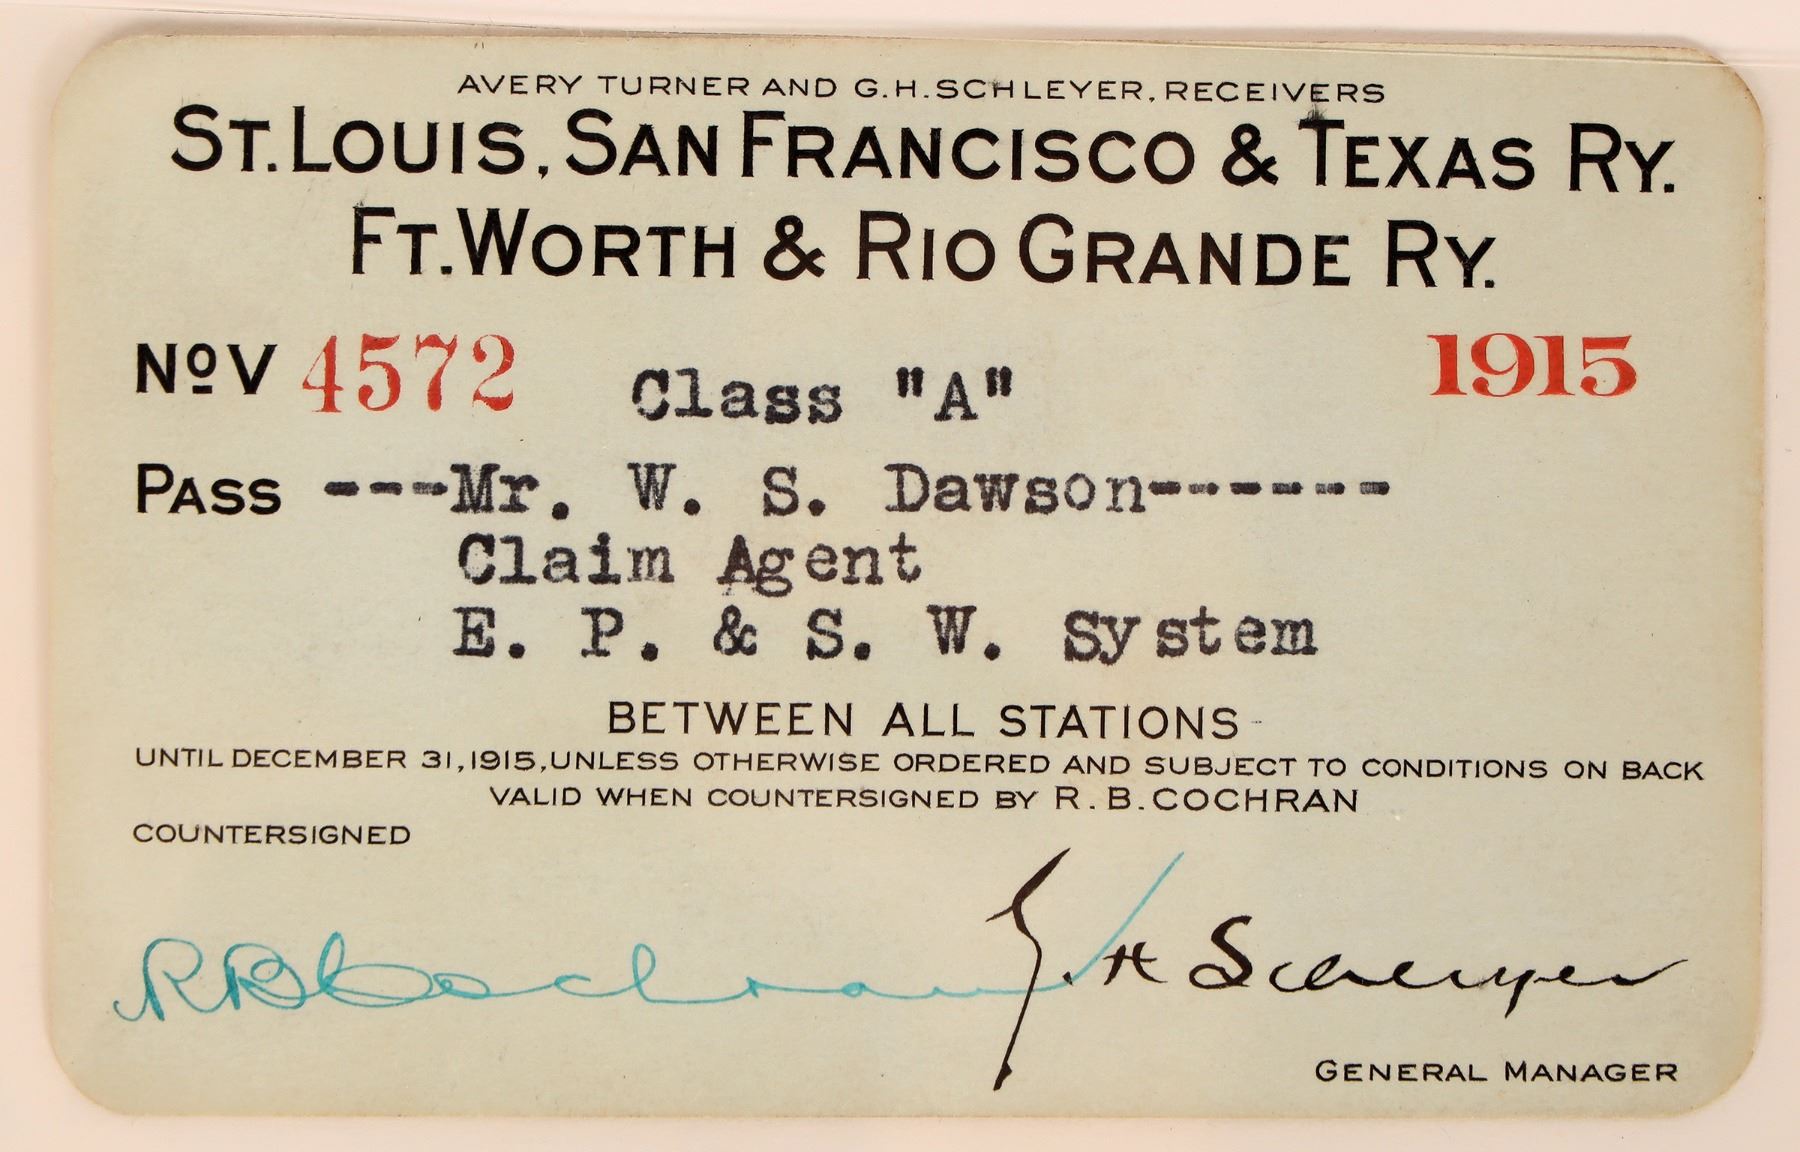 AVERY TURNER AND G.H. SCHLEYER, RECEIVERS
ST. LOUIS, SAN FRANCISCO & TEXAS RY.
FT. WORTH & RIO GRANDE RY.
Nº V 4572 Class "A" 1915
PASS ---Mr. W. S. Dawson------
Claim Agent
E. P. & S. W. System
BETWEEN ALL STATIONS
UNTIL DECEMBER 31, 1915, UNLESS OTHERWISE ORDERED AND SUBJECT TO CONDITIONS ON BACK
VALID WHEN COUNTERSIGNED BY R. B. COCHRAN
COUNTERSIGNED
R B Cochran G. H Schleyer
GENERAL MANAGER